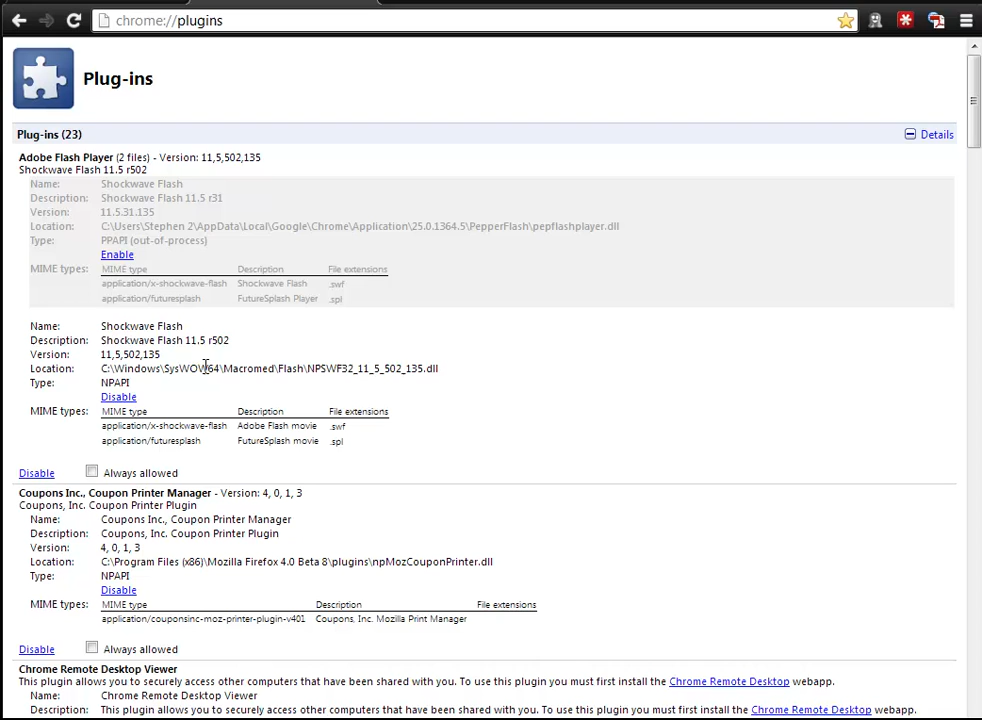 chrome://plugins
Plug-ins
Plug-ins (23)
Details
Adobe Flash Player (2 files) - Version: 11,5,502,135
Shockwave Flash 11.5 r502
Name: Shockwave Flash
Description: Shockwave Flash 11.5 r31
Version: 11.5.31.135
Location: C:\Users\Stephen 2\AppData\Local\Google\Chrome\Application\25.0.1364.5\PepperFlash\pepflashplayer.dll
Type: PPAPI (out-of-process)
Enable
MIME types: MIME type Description File extensions
application/x-shockwave-flash Shockwave Flash .swf
application/futuresplash FutureSplash Player .spl
Name: Shockwave Flash
Description: Shockwave Flash 11.5 r502
Version: 11,5,502,135
Location: C:\Windows\SysWOW64\Macromed\Flash\NPSWF32_11_5_502_135.dll
Type: NPAPI
Disable
MIME types: MIME type Description File extensions
application/x-shockwave-flash Adobe Flash movie .swf
application/futuresplash FutureSplash movie .spl
Disable Always allowed
Coupons Inc., Coupon Printer Manager - Version: 4, 0, 1, 3
Coupons, Inc. Coupon Printer Plugin
Name: Coupons Inc., Coupon Printer Manager
Description: Coupons, Inc. Coupon Printer Plugin
Version: 4, 0, 1, 3
Location: C:\Program Files (x86)\Mozilla Firefox 4.0 Beta 8\plugins\npMozCouponPrinter.dll
Type: NPAPI
Disable
MIME types: MIME type Description File extensions
application/couponsinc-moz-printer-plugin-v401 Coupons, Inc. Mozilla Print Manager
Disable Always allowed
Chrome Remote Desktop Viewer
This plugin allows you to securely access other computers that have been shared with you. To use this plugin you must first install the Chrome Remote Desktop webapp.
Name: Chrome Remote Desktop Viewer
Description: This plugin allows you to securely access other computers that have been shared with you. To use this plugin you must first install the Chrome Remote Desktop webapp.